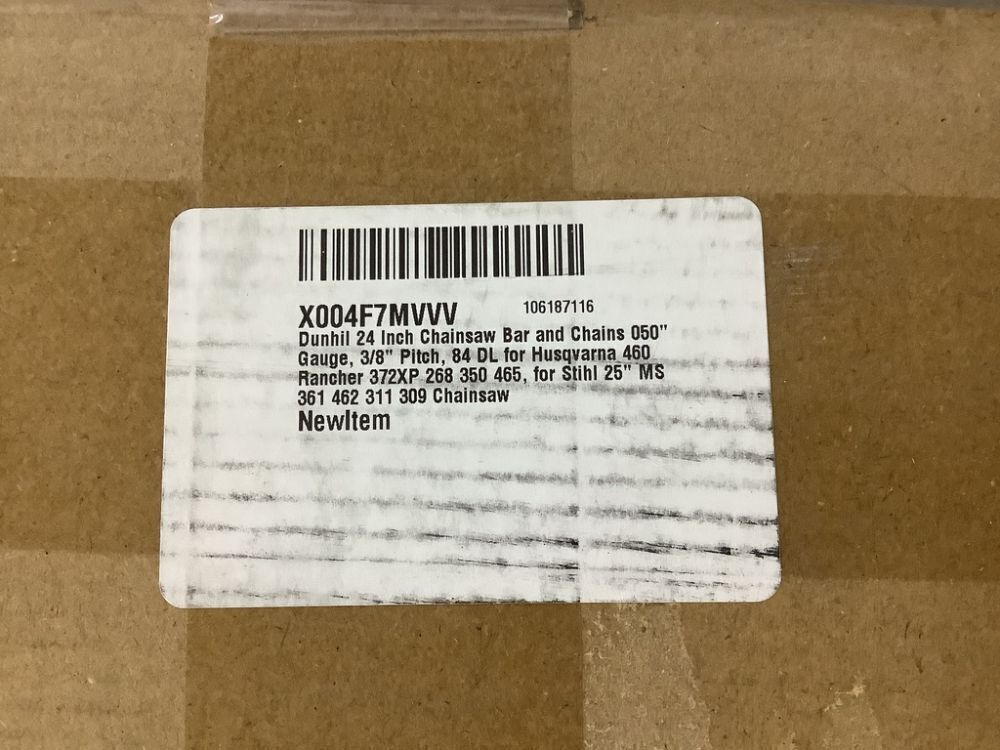 X004F7MVVV 106187116
Dunhil 24 Inch Chainsaw Bar and Chains 050"
Gauge, 3/8" Pitch, 84 DL for Husqvarna 460
Rancher 372XP 268 350 465, for Stihl 25" MS
361 462 311 309 Chainsaw
NewItem